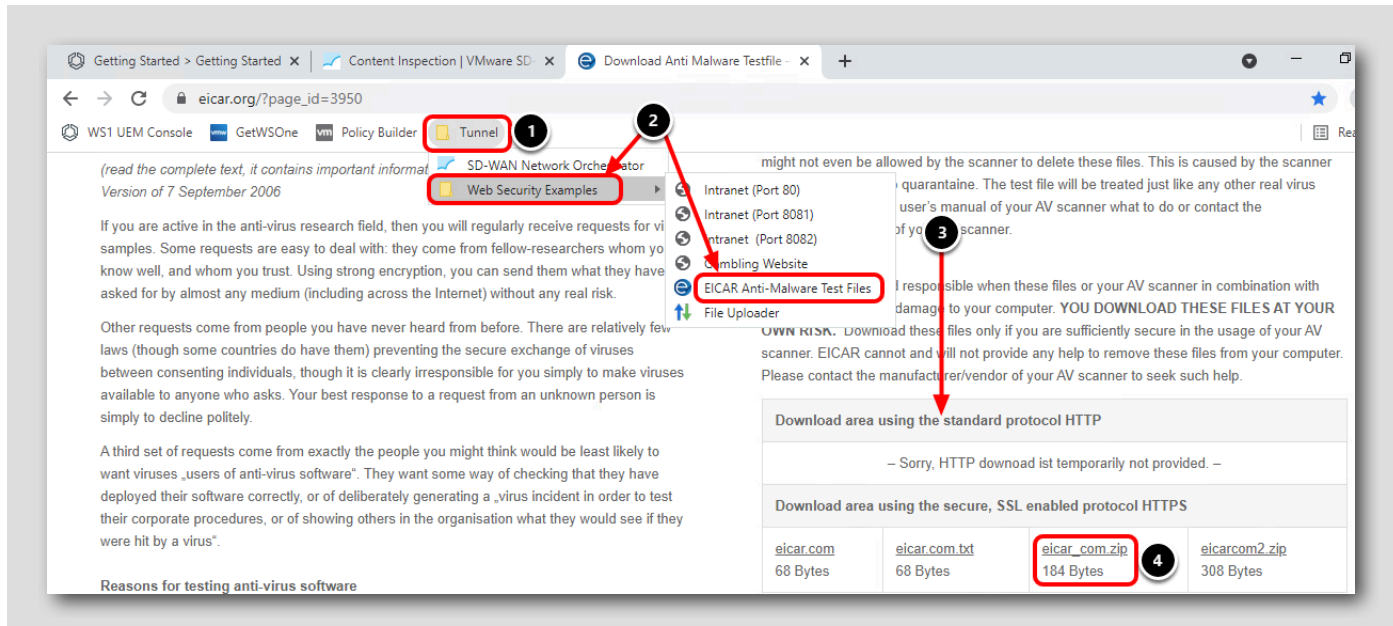 Getting Started > Getting Started
Content Inspection | VMware SD-
Download Anti Malware Testfile -
eicar.org/?page_id=3950
WS1 UEM Console
GetWSOne
vmw
Policy Builder
vm
Tunnel
1
2
SD-WAN Network Orchestrator
Web Security Examples
Intranet (Port 80)
Intranet (Port 8081)
Intranet (Port 8082)
Gambling Website
EICAR Anti-Malware Test Files
File Uploader
(read the complete text, it contains important informat
Version of 7 September 2006
If you are active in the anti-virus research field, then you will regularly receive requests for vi
samples. Some requests are easy to deal with: they come from fellow-researchers whom yo
know well, and whom you trust. Using strong encryption, you can send them what they have
asked for by almost any medium (including across the Internet) without any real risk.
Other requests come from people you have never heard from before. There are relatively few
laws (though some countries do have them) preventing the secure exchange of viruses
between consenting individuals, though it is clearly irresponsible for you simply to make viruses
available to anyone who asks. Your best response to a request from an unknown person is
simply to decline politely.
A third set of requests come from exactly the people you might think would be least likely to
want viruses „users of anti-virus software“. They want some way of checking that they have
deployed their software correctly, or of deliberately generating a „virus incident in order to test
their corporate procedures, or of showing others in the organisation what they would see if they
were hit by a virus“.
Reasons for testing anti-virus software
might not even be allowed by the scanner to delete these files. This is caused by the scanner
quarantaine. The test file will be treated just like any other real virus
user’s manual of your AV scanner what to do or contact the
of yo scanner.
3
responsible when these files or your AV scanner in combination with
damage to your computer. YOU DOWNLOAD THESE FILES AT YOUR
OWN RISK. Download these files only if you are sufficiently secure in the usage of your AV
scanner. EICAR cannot and will not provide any help to remove these files from your computer.
Please contact the manufacturer/vendor of your AV scanner to seek such help.
Download area using the standard protocol HTTP
– Sorry, HTTP downoad ist temporarily not provided. –
Download area using the secure, SSL enabled protocol HTTPS
eicar.com
68 Bytes
eicar.com.txt
68 Bytes
eicar_com.zip
184 Bytes
4
eicarcom2.zip
308 Bytes